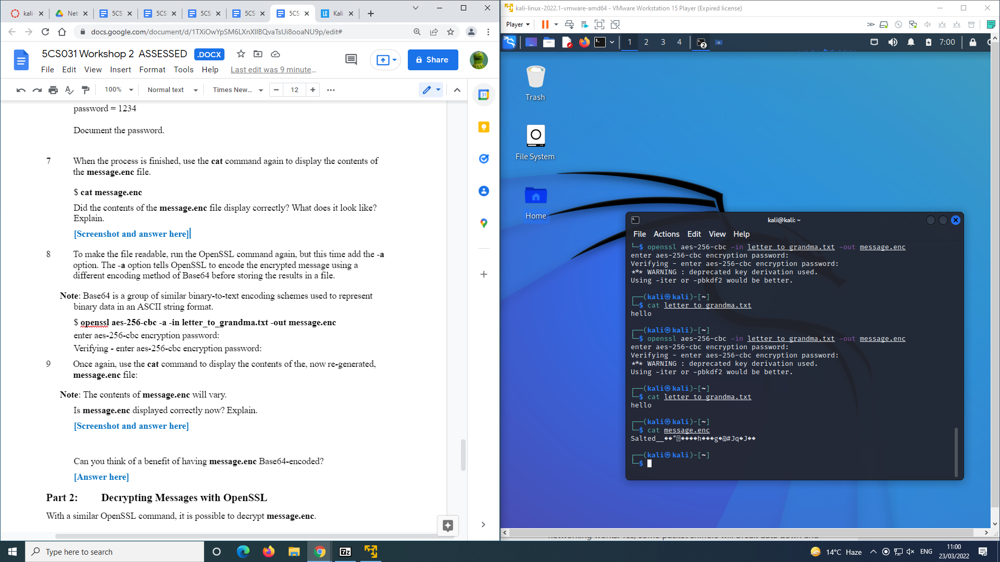 kali-
Net
5CS
5CS
5CS
5CS
5CS
Kali
docs.google.com/document/d/1TXiOwYpSM6LXnXlIBQvaTsUi8ooaNU9p/edit#
5CS031 Workshop 2 ASSESSED .DOCX
Share
File Edit View Insert Format Tools Help Last edit was 9 minute...
100% Normal text Times New... 12
password = 1234
Document the password.
7 When the process is finished, use the cat command again to display the contents of
the message.enc file.
$ cat message.enc
Did the contents of the message.enc file display correctly? What does it look like?
Explain.
[Screenshot and answer here]
8 To make the file readable, run the OpenSSL command again, but this time add the -a
option. The -a option tells OpenSSL to encode the encrypted message using a
different encoding method of Base64 before storing the results in a file.
Note: Base64 is a group of similar binary-to-text encoding schemes used to represent
binary data in an ASCII string format.
$ openssl aes-256-cbc -a -in letter_to_grandma.txt -out message.enc
enter aes-256-cbc encryption password:
Verifying - enter aes-256-cbc encryption password:
9 Once again, use the cat command to display the contents of the, now re-generated,
message.enc file:
Note: The contents of message.enc will vary.
Is message.enc displayed correctly now? Explain.
[Screenshot and answer here]
Can you think of a benefit of having message.enc Base64-encoded?
[Answer here]
Part 2: Decrypting Messages with OpenSSL
With a similar OpenSSL command, it is possible to decrypt message.enc.
31
kali-linux-2022.1-vmware-amd64 - VMware Workstation 15 Player (Expired license)
Player
1 2 3 4 2 7:00
Trash
File System
Home
kali@kali: ~
File Actions Edit View Help
└─$ openssl aes-256-cbc -in letter_to_grandma.txt -out message.enc
enter aes-256-cbc encryption password:
Verifying - enter aes-256-cbc encryption password:
*** WARNING : deprecated key derivation used.
Using -iter or -pbkdf2 would be better.
┌──(kali㉿kali)-[~]
└─$ cat letter_to_grandma.txt
hello
┌──(kali㉿kali)-[~]
└─$ openssl aes-256-cbc -in letter_to_grandma.txt -out message.enc
enter aes-256-cbc encryption password:
Verifying - enter aes-256-cbc encryption password:
*** WARNING : deprecated key derivation used.
Using -iter or -pbkdf2 would be better.
┌──(kali㉿kali)-[~]
└─$ cat letter_to_grandma.txt
hello
┌──(kali㉿kali)-[~]
└─$ cat message.enc
Salted__��"����h���g�@#Jq�J��
┌──(kali㉿kali)-[~]
└─$
Type here to search
7z
14°C Haze
ENG
11:00
23/03/2022